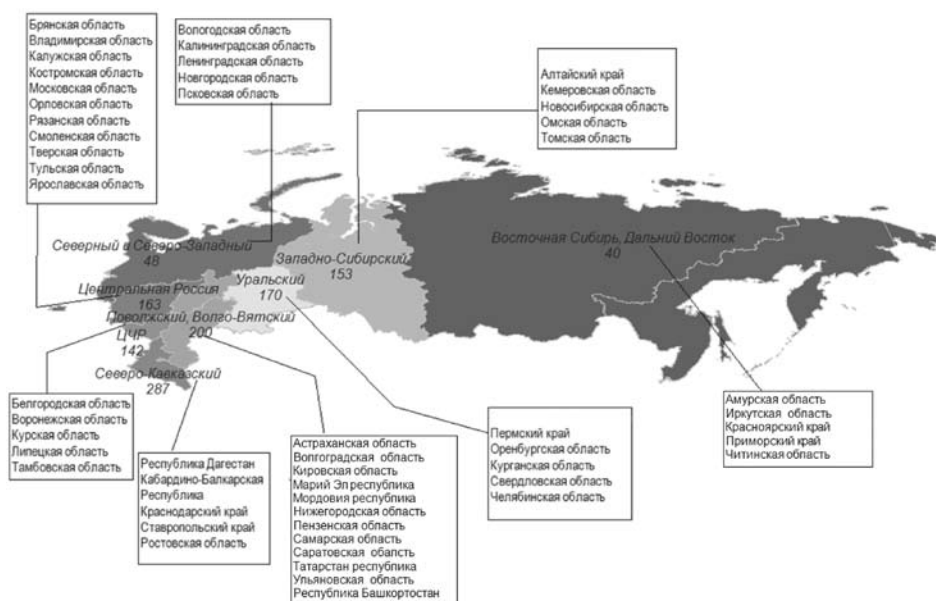 Брянская область
Владимирская область
Калужская область
Костромская область
Московская область
Орловская область
Рязанская область
Смоленская область
Тверская область
Тульская область
Ярославская область
Вологодская область
Калининградская область
Ленинградская область
Новгородская область
Псковская область
Алтайский край
Кемеровская область
Новосибирская область
Омская область
Томская область
Северный и Северо-Западный
48
Центральная Россия
163
Поволжский, Волго-Вятский
200
ЦЧР
142
Северо-Кавказский
287
Уральский
170
Западно-Сибирский
153
Восточная Сибирь, Дальний Восток
40
Белгородская область
Воронежская область
Курская область
Липецкая область
Тамбовская область
Республика Дагестан
Кабардино-Балкарская
Республика
Краснодарский край
Ставропольский край
Ростовская область
Астраханская область
Волгоградская область
Кировская область
Марий Эл республика
Мордовия республика
Нижегородская область
Пензенская область
Самарская область
Саратовская обалсть
Татарстан республика
Ульяновская область
Республика Башкортостан
Пермский край
Оренбургская область
Курганская область
Свердловская область
Челябинская область
Амурская область
Иркутская область
Красноярский край
Приморский край
Читинская область